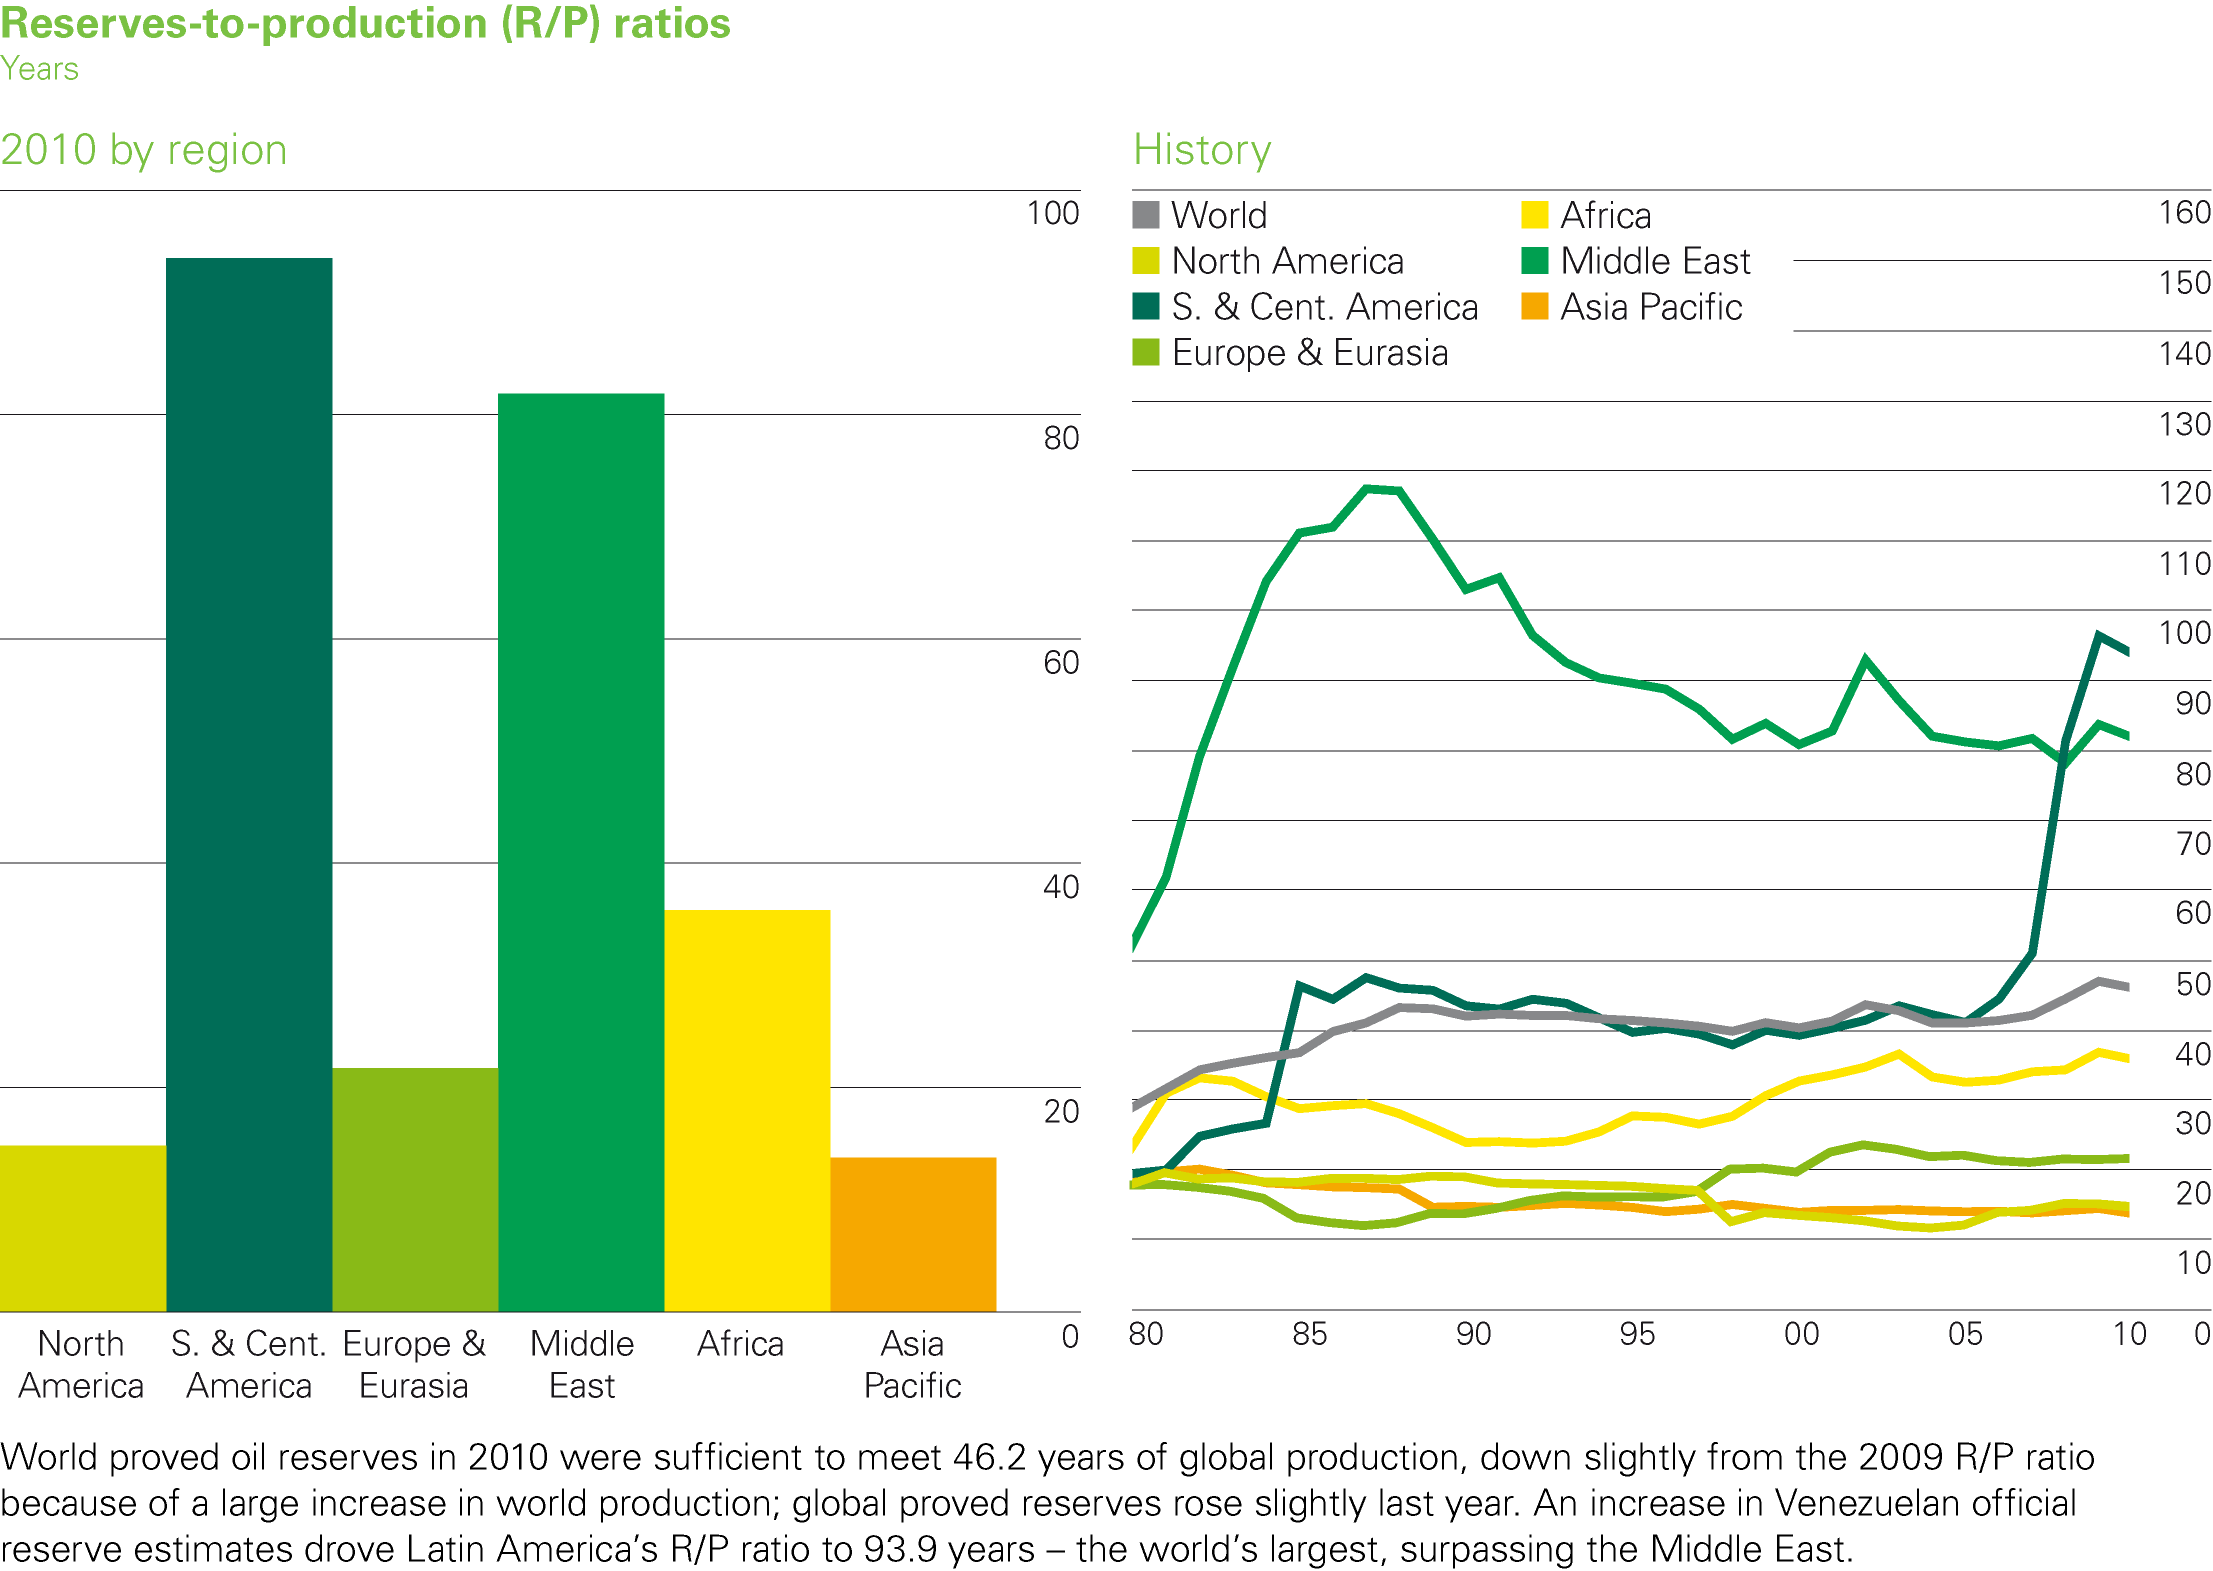 Reserves-to-production (R/P) ratios
Years
2010 by region
100
80
60
40
20
0
North America
S. & Cent. America
Europe & Eurasia
Middle East
Africa
Asia Pacific
History
World
North America
S. & Cent. America
Europe & Eurasia
Africa
Middle East
Asia Pacific
160
150
140
130
120
110
100
90
80
70
60
50
40
30
20
10
0
80 85 90 95 00 05 10
World proved oil reserves in 2010 were sufficient to meet 46.2 years of global production, down slightly from the 2009 R/P ratio
because of a large increase in world production; global proved reserves rose slightly last year. An increase in Venezuelan official
reserve estimates drove Latin America’s R/P ratio to 93.9 years – the world’s largest, surpassing the Middle East.